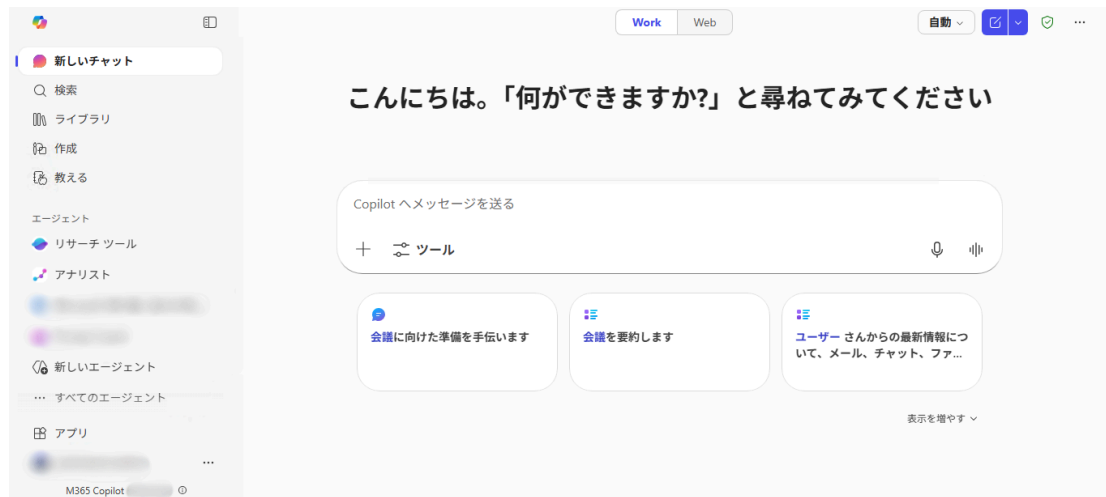 Work
Web
自動
新しいチャット
検索
ライブラリ
作成
教える
エージェント
リサーチ ツール
アナリスト
新しいエージェント
すべてのエージェント
アプリ
M365 Copilot
こんにちは。「何ができますか?」と尋ねてみてください
Copilot へメッセージを送る
ツール
会議に向けた準備を手伝います
会議を要約します
ユーザー さんからの最新情報につ
いて、メール、チャット、ファ...
表示を増やす